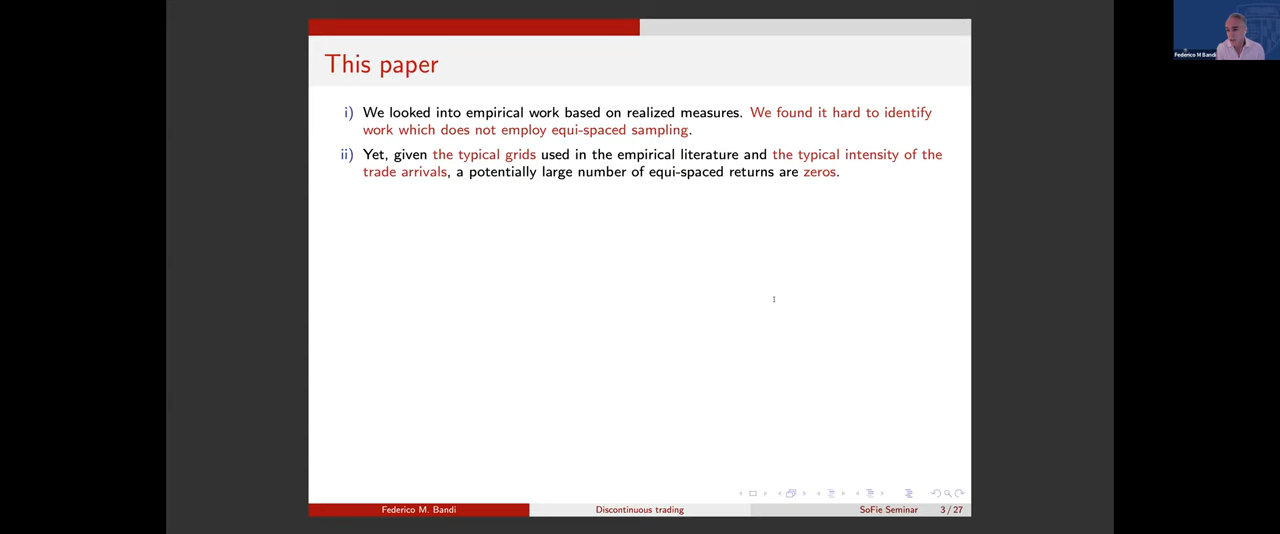 This paper
Federico M Bandi
i) We looked into empirical work based on realized measures. We found it hard to identify
work which does not employ equi-spaced sampling.
ii) Yet, given the typical grids used in the empirical literature and the typical intensity of the
trade arrivals, a potentially large number of equi-spaced returns are zeros.
Federico M. Bandi Discontinuous trading SoFie Seminar 3 / 27